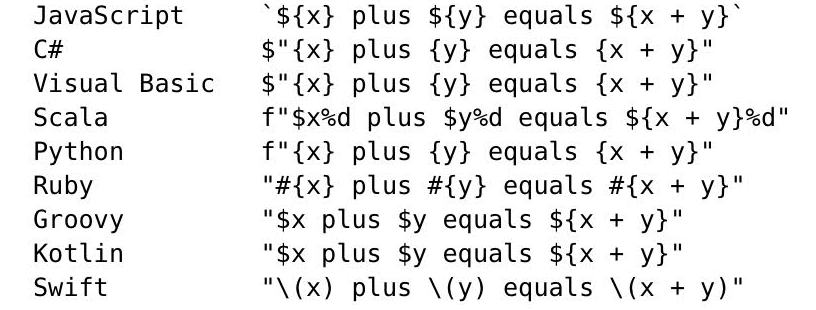 JavaScript `${x} plus ${y} equals ${x + y}`
C# $"{x} plus {y} equals {x + y}"
Visual Basic $"{x} plus {y} equals {x + y}"
Scala f"$x%d plus $y%d equals ${x + y}%d"
Python f"{x} plus {y} equals {x + y}"
Ruby "#{x} plus #{y} equals #{x + y}"
Groovy "$x plus $y equals ${x + y}"
Kotlin "$x plus $y equals ${x + y}"
Swift "\(x) plus \(y) equals \(x + y)"